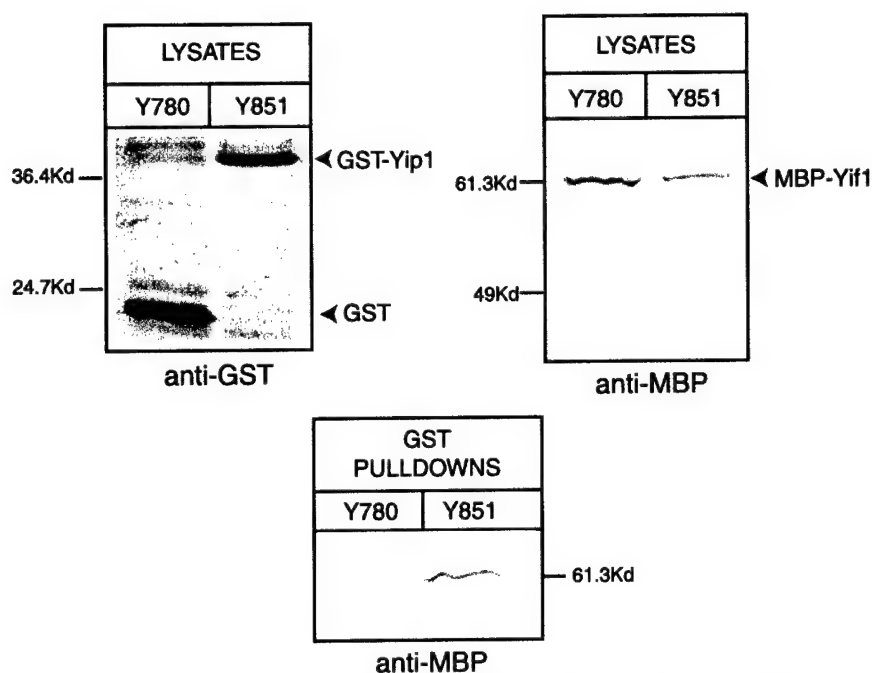 LYSATES
Y780 Y851
GST-Yip1
36.4Kd
24.7Kd
GST
anti-GST
LYSATES
Y780 Y851
61.3Kd
MBP-Yif1
49Kd
anti-MBP
GST
PULLDOWNS
Y780 Y851
61.3Kd
anti-MBP